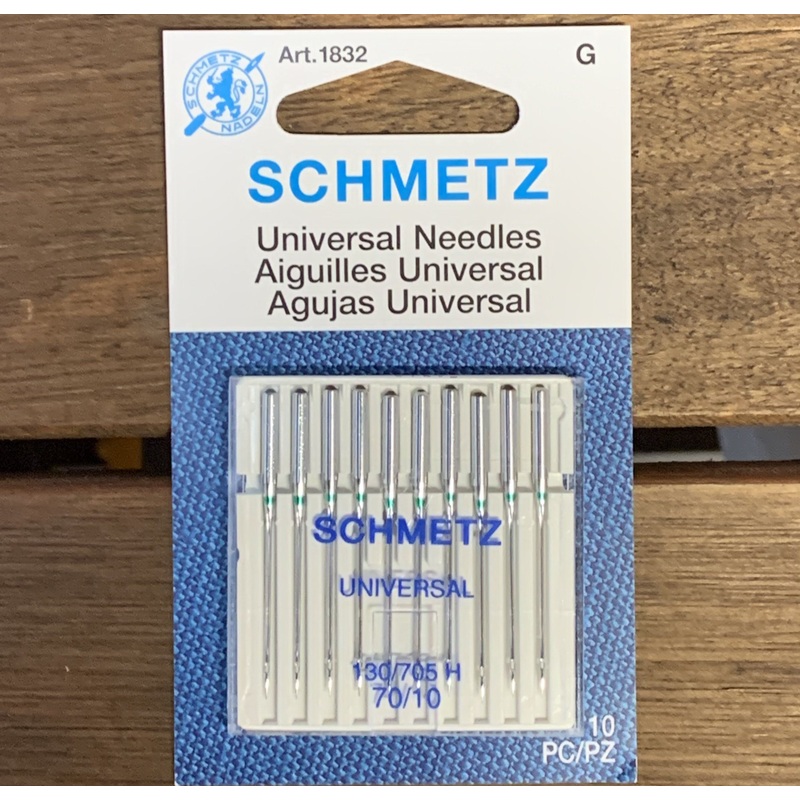 Art.1832
G
SCHMETZ
NADELN
SCHMETZ
Universal Needles
Aiguilles Universal
Agujas Universal
SCHMETZ
UNIVERSAL
130/705 H
70/10
10
PC/PZ